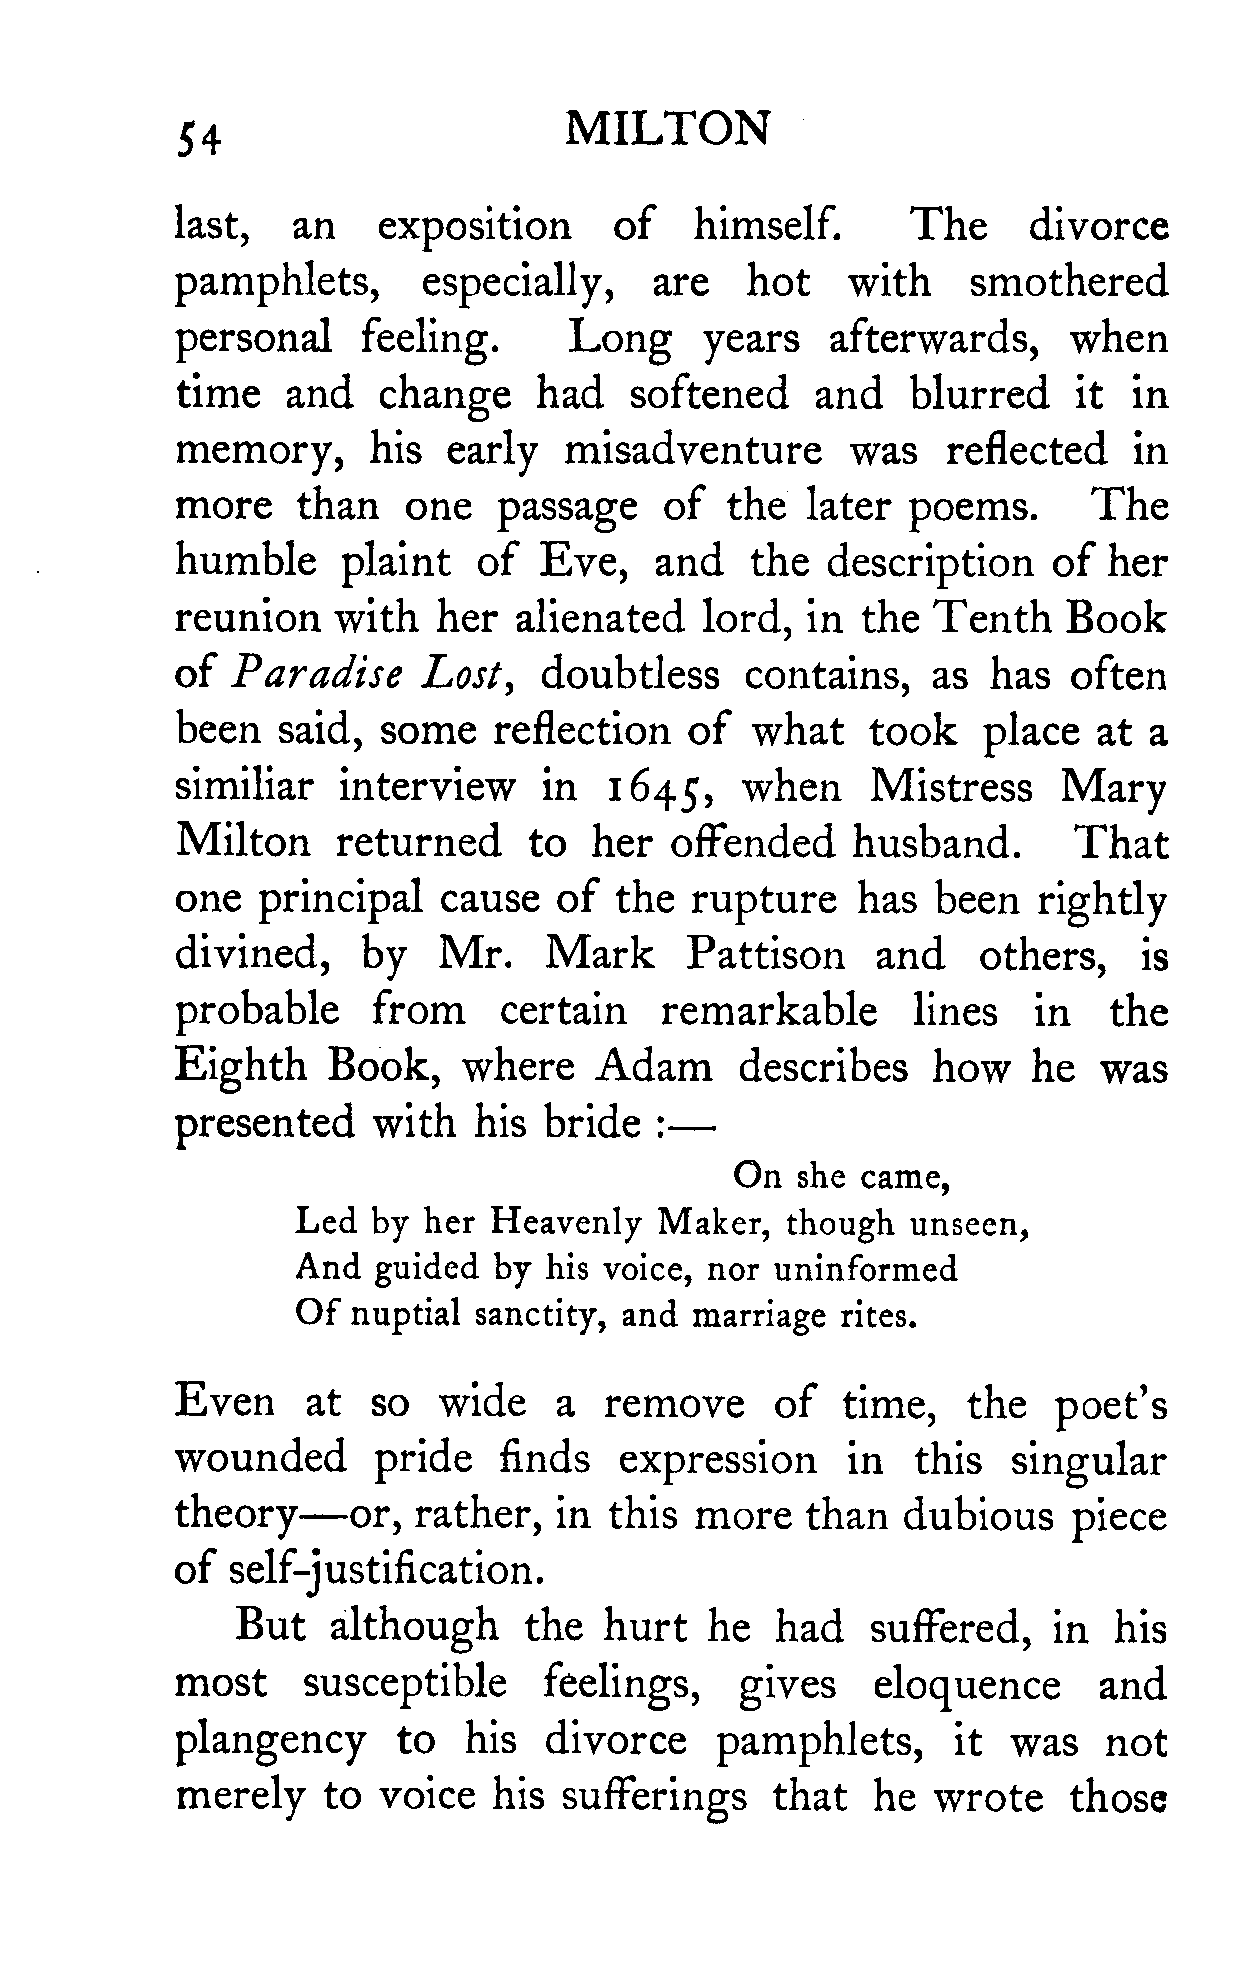 54 MILTON
last, an exposition of himself. The divorce
pamphlets, especially, are hot with smothered
personal feeling. Long years afterwards, when
time and change had softened and blurred it in
memory, his early misadventure was reflected in
more than one passage of the later poems. The
humble plaint of Eve, and the description of her
reunion with her alienated lord, in the Tenth Book
of Paradise Lost, doubtless contains, as has often
been said, some reflection of what took place at a
similiar interview in 1645, when Mistress Mary
Milton returned to her offended husband. That
one principal cause of the rupture has been rightly
divined, by Mr. Mark Pattison and others, is
probable from certain remarkable lines in the
Eighth Book, where Adam describes how he was
presented with his bride :—
On she came,
Led by her Heavenly Maker, though unseen,
And guided by his voice, nor uninformed
Of nuptial sanctity, and marriage rites.
Even at so wide a remove of time, the poet's
wounded pride finds expression in this singular
theory—or, rather, in this more than dubious piece
of self-justification.
But although the hurt he had suffered, in his
most susceptible feelings, gives eloquence and
plangency to his divorce pamphlets, it was not
merely to voice his sufferings that he wrote those